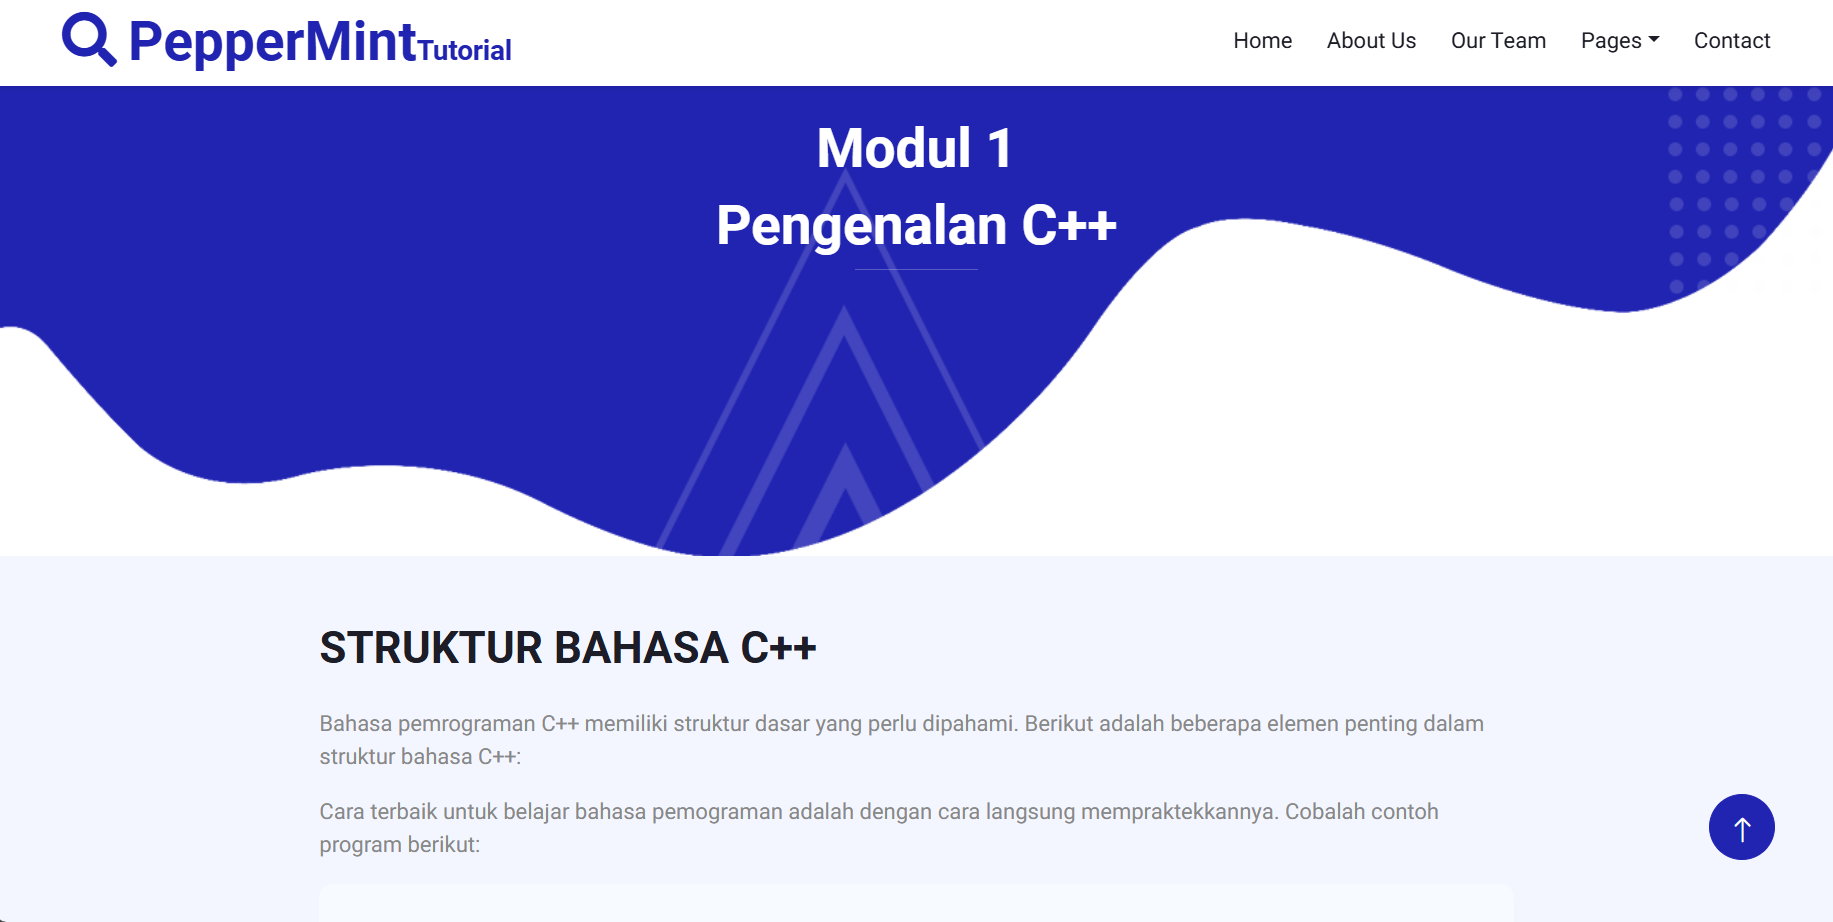 PepperMintTutorial
Home About Us Our Team Pages Contact
Modul 1
Pengenalan C++
STRUKTUR BAHASA C++
Bahasa pemrograman C++ memiliki struktur dasar yang perlu dipahami. Berikut adalah beberapa elemen penting dalam
struktur bahasa C++:
Cara terbaik untuk belajar bahasa pemograman adalah dengan cara langsung mempraktekkannya. Cobalah contoh
program berikut: